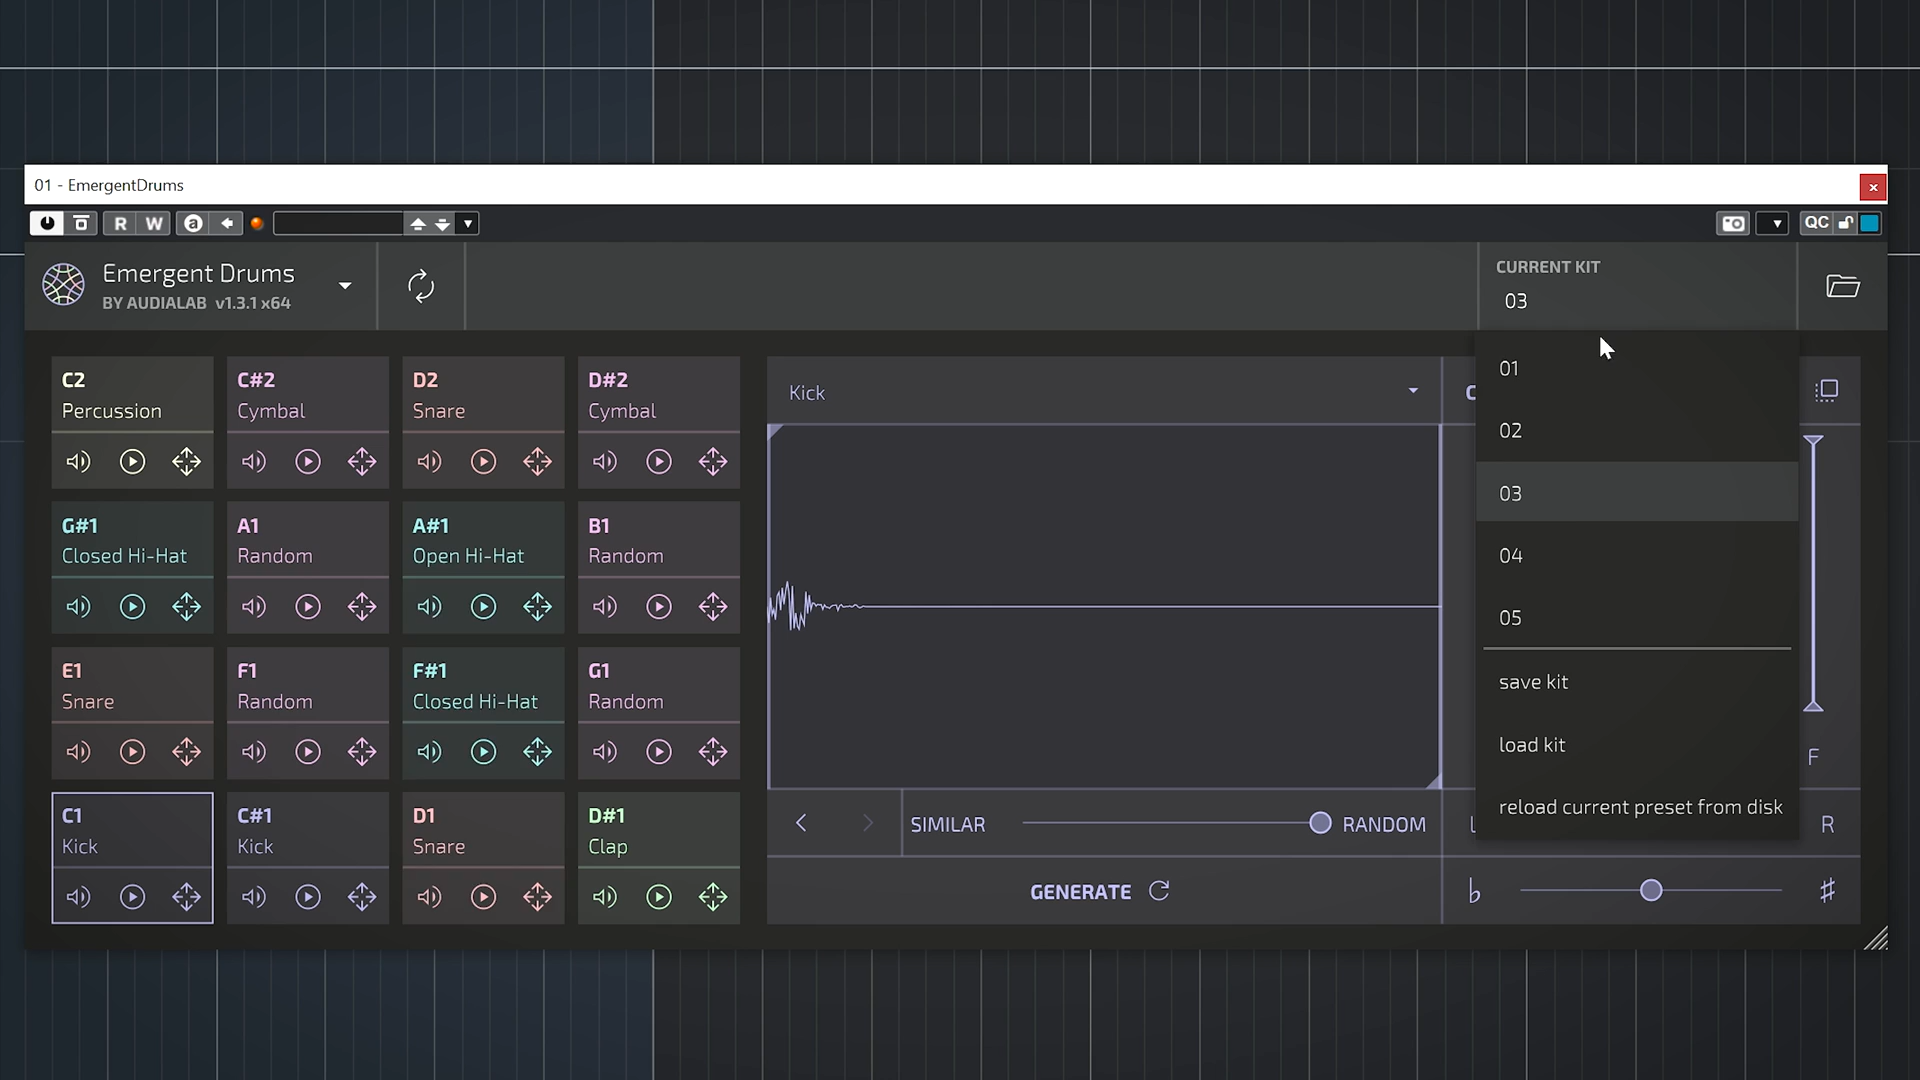 01 - EmergentDrums
R W a
QC
Emergent Drums
BY AUDIALAB v1.3.1 x64
CURRENT KIT
03
C2
Percussion
C#2
Cymbal
D2
Snare
D#2
Cymbal
G#1
Closed Hi-Hat
A1
Random
A#1
Open Hi-Hat
B1
Random
E1
Snare
F1
Random
F#1
Closed Hi-Hat
G1
Random
C1
Kick
C#1
Kick
D1
Snare
D#1
Clap
Kick
SIMILAR
RANDOM
GENERATE
01
02
03
04
05
save kit
load kit
reload current preset from disk
F
R
♭
♯